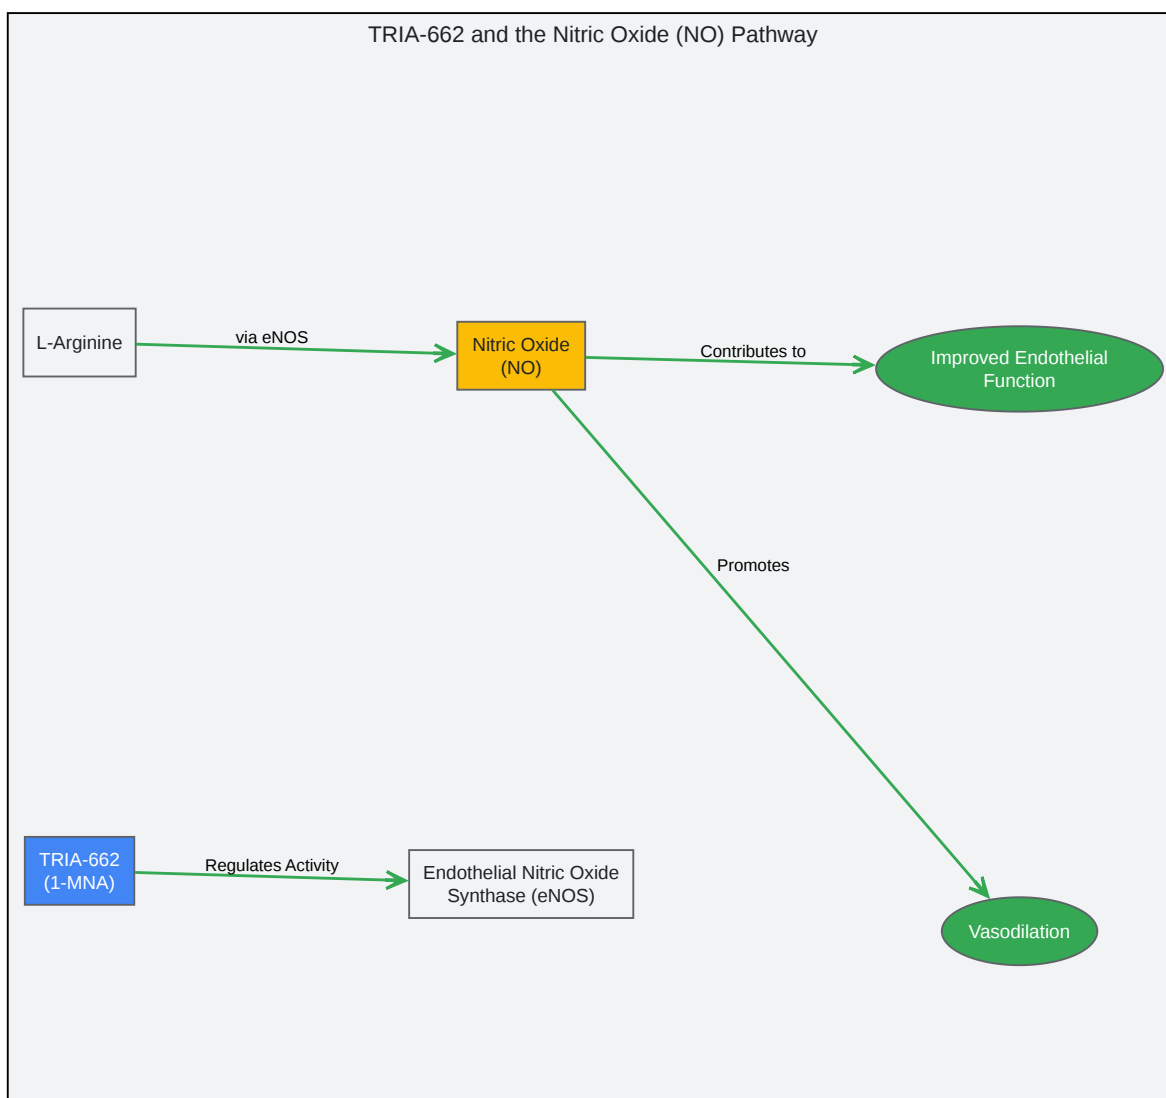 TRIA-662 and the Nitric Oxide (NO) Pathway
L-Arginine
via eNOS
Nitric Oxide
(NO)
Contributes to
Improved Endothelial
Function
Promotes
TRIA-662
(1-MNA)
Regulates Activity
Endothelial Nitric Oxide
Synthase (eNOS)
Vasodilation